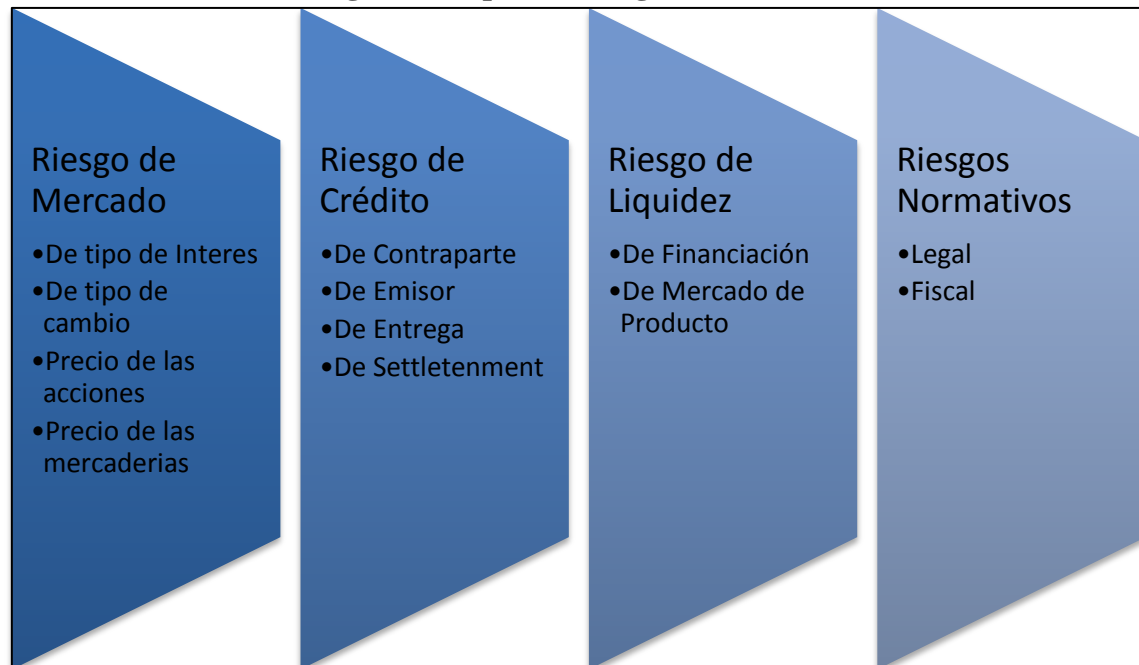 Riesgo de
Mercado
•De tipo de Interes
•De tipo de
cambio
•Precio de las
acciones
•Precio de las
mercaderias
Riesgo de
Crédito
•De Contraparte
•De Emisor
•De Entrega
•De Settletenment
Riesgo de
Liquidez
•De Financiación
•De Mercado de
Producto
Riesgos
Normativos
•Legal
•Fiscal